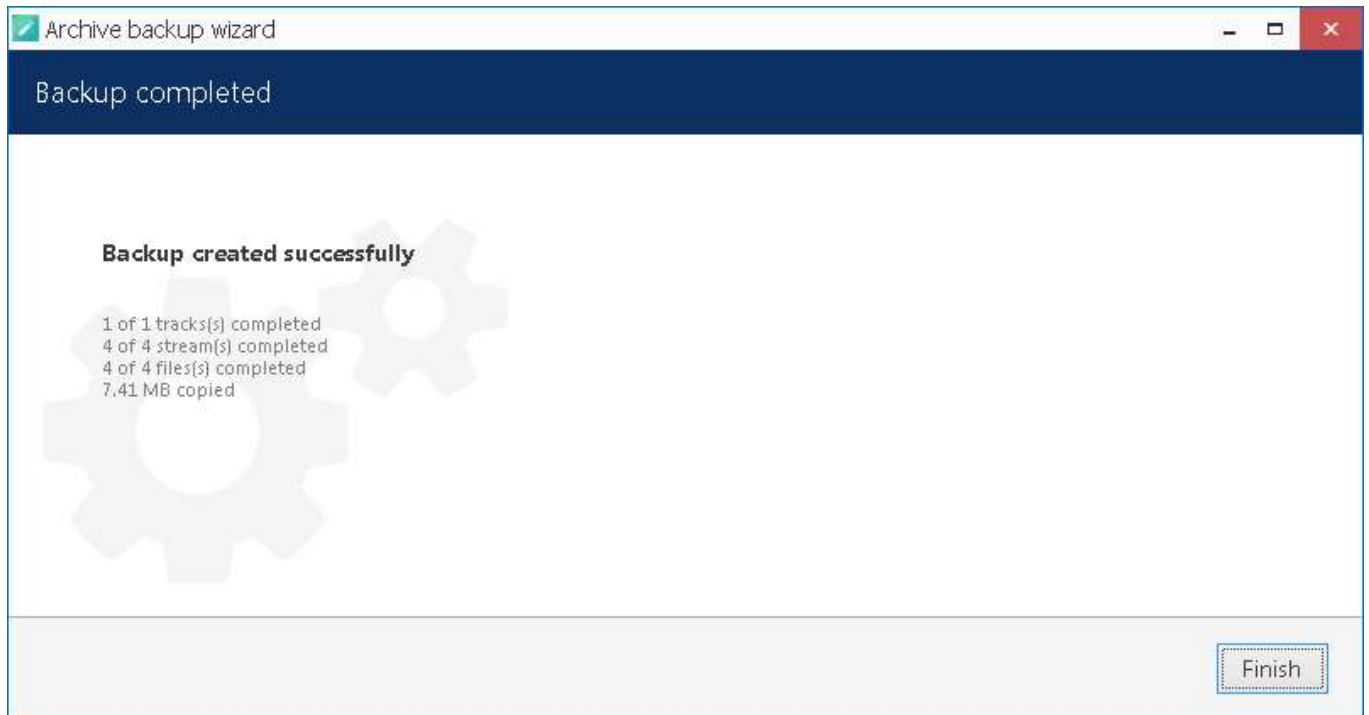 Archive backup wizard
Backup completed
Backup created successfully
1 of 1 tracks(s) completed
4 of 4 stream(s) completed
4 of 4 files(s) completed
7.41 MB copied
Finish